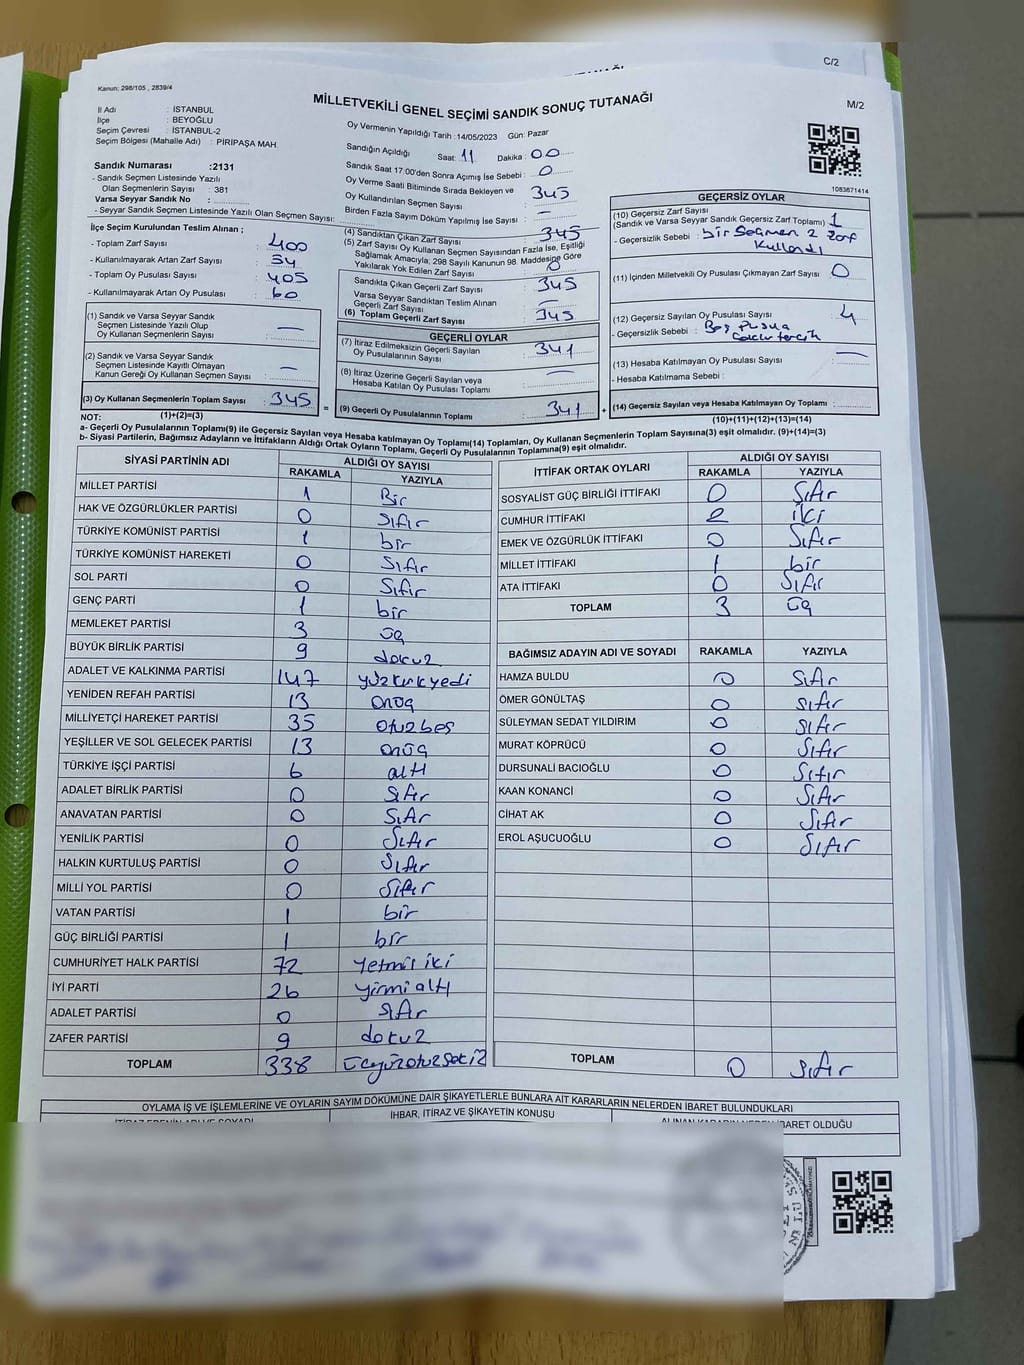 C/2
Kanun: 298/105 , 2839/4
MİLLETVEKİLİ GENEL SEÇİMİ SANDIK SONUÇ TUTANAĞI
M/2
İl Adı : İSTANBUL
İlçe : BEYOĞLU
Seçim Çevresi : İSTANBUL-2
Seçim Bölgesi (Mahalle Adı) : PİRİPAŞA MAH.
Sandık Numarası :2131
- Sandık Seçmen Listesinde Yazılı
Olan Seçmenlerin Sayısı : 381
Varsa Seyyar Sandık No :
- Seyyar Sandık Seçmen Listesinde Yazılı Olan Seçmen Sayısı:
İlçe Seçim Kurulundan Teslim Alınan ;
- Toplam Zarf Sayısı : 400
- Kullanılmayarak Artan Zarf Sayısı : 54
- Toplam Oy Pusulası Sayısı : 405
- Kullanılmayarak Artan Oy Pusulası : 60
(1) Sandık ve Varsa Seyyar Sandık
Seçmen Listesinde Yazılı Olup
Oy Kullanan Seçmenlerin Sayısı : —
(2) Sandık ve Varsa Seyyar Sandık
Seçmen Listesinde Kayıtlı Olmayan
Kanun Gereği Oy Kullanan Seçmen Sayısı : —
(3) Oy Kullanan Seçmenlerin Toplam Sayısı : 345
Oy Vermenin Yapıldığı Tarih :14/05/2023 Gün: Pazar
Sandığın Açıldığı Saat: 11 Dakika : 00
Sandık Saat 17:00'den Sonra Açılmış İse Sebebi : 0
Oy Verme Saati Bitiminde Sırada Bekleyen ve
Oy Kullandırılan Seçmen Sayısı : 345
Birden Fazla Sayım Döküm Yapılmış İse Sayısı : —
(4) Sandıktan Çıkan Zarf Sayısı : 345
(5) Zarf Sayısı Oy Kullanan Seçmen Sayısından Fazla İse, Eşitliği
Sağlamak Amacıyla; 298 Sayılı Kanunun 98. Maddesine Göre
Yakılarak Yok Edilen Zarf Sayısı : 0
Sandıkta Çıkan Geçerli Zarf Sayısı : 345
Varsa Seyyar Sandıktan Teslim Alınan
Geçerli Zarf Sayısı : —
(6) Toplam Geçerli Zarf Sayısı : 345
GEÇERLİ OYLAR
(7) İtiraz Edilmeksizin Geçerli Sayılan
Oy Pusulalarının Sayısı : 341
(8) İtiraz Üzerine Geçerli Sayılan veya
Hesaba Katılan Oy Pusulası Toplamı : —
= (9) Geçerli Oy Pusulalarının Toplamı : 341 +
1083671414
GEÇERSİZ OYLAR
(10) Geçersiz Zarf Sayısı
(Sandık ve Varsa Seyyar Sandık Geçersiz Zarf Toplamı) : 1
- Geçersizlik Sebebi : bir Seçmen 2 zarf
Kullandı
(11) İçinden Milletvekili Oy Pusulası Çıkmayan Zarf Sayısı : 0
(12) Geçersiz Sayılan Oy Pusulası Sayısı : 4
- Geçersizlik Sebebi : Boş Pusula
(13) Hesaba Katılmayan Oy Pusulası Sayısı : —
- Hesaba Katılmama Sebebi :
(14) Geçersiz Sayılan veya Hesaba Katılmayan Oy Toplamı :
NOT: (1)+(2)=(3)
(10)+(11)+(12)+(13)=(14)
a- Geçerli Oy Pusulalarının Toplamı(9) ile Geçersiz Sayılan veya Hesaba katılmayan Oy Toplamı(14) Toplamları, Oy Kullanan Seçmenlerin Toplam Sayısına(3) eşit olmalıdır. (9)+(14)=(3)
b- Siyasi Partilerin, Bağımsız Adayların ve İttifakların Aldığı Ortak Oyların Toplamı, Geçerli Oy Pusulalarının Toplamına(9) eşit olmalıdır.
SİYASİ PARTİNİN ADI ALDIĞI OY SAYISI
RAKAMLA YAZIYLA
MİLLET PARTİSİ 1 Bir
HAK VE ÖZGÜRLÜKLER PARTİSİ 0 Sıfır
TÜRKİYE KOMÜNİST PARTİSİ 1 bir
TÜRKİYE KOMÜNİST HAREKETİ 0 Sıfır
SOL PARTİ 0 Sıfır
GENÇ PARTİ 1 bir
MEMLEKET PARTİSİ 3 üç
BÜYÜK BİRLİK PARTİSİ 9 dokuz
ADALET VE KALKINMA PARTİSİ 147 yüzkırkyedi
YENİDEN REFAH PARTİSİ 13 onüç
MİLLİYETÇİ HAREKET PARTİSİ 35 otuzbeş
YEŞİLLER VE SOL GELECEK PARTİSİ 13 onüç
TÜRKİYE İŞÇİ PARTİSİ 6 altı
ADALET BİRLİK PARTİSİ 0 Sıfır
ANAVATAN PARTİSİ 0 Sıfır
YENİLİK PARTİSİ 0 Sıfır
HALKIN KURTULUŞ PARTİSİ 0 Sıfır
MİLLİ YOL PARTİSİ 0 Sıfır
VATAN PARTİSİ 1 bir
GÜÇ BİRLİĞİ PARTİSİ 1 bir
CUMHURİYET HALK PARTİSİ 72 yetmiş iki
İYİ PARTİ 26 yirmi altı
ADALET PARTİSİ 0 sıfır
ZAFER PARTİSİ 9 dokuz
TOPLAM 338 üçyüzotuzsekiz
İTTİFAK ORTAK OYLARI ALDIĞI OY SAYISI
RAKAMLA YAZIYLA
SOSYALİST GÜÇ BİRLİĞİ İTTİFAKI 0 Sıfır
CUMHUR İTTİFAKI 2 iki
EMEK VE ÖZGÜRLÜK İTTİFAKI 0 Sıfır
MİLLET İTTİFAKI 1 bir
ATA İTTİFAKI 0 Sıfır
TOPLAM 3 üç
BAĞIMSIZ ADAYIN ADI VE SOYADI RAKAMLA YAZIYLA
HAMZA BULDU 0 Sıfır
ÖMER GÖNÜLTAŞ 0 sıfır
SÜLEYMAN SEDAT YILDIRIM 0 Sıfır
MURAT KÖPRÜCÜ 0 Sıfır
DURSUNALİ BACIOĞLU 0 Sıfır
KAAN KONANCİ 0 Sıfır
CİHAT AK 0 Sıfır
EROL AŞUCUOĞLU 0 Sıfır
TOPLAM 0 sıfır
OYLAMA İŞ VE İŞLEMLERİNE VE OYLARIN SAYIM DÖKÜMÜNE DAİR ŞİKAYETLERLE BUNLARA AİT KARARLARIN NELERDEN İBARET BULUNDUKLARI
İTİRAZ EDENİN ADI VE SOYADI İHBAR, İTİRAZ VE ŞİKAYETİN KONUSU ALINAN KARARIN NEDEN İBARET OLDUĞU